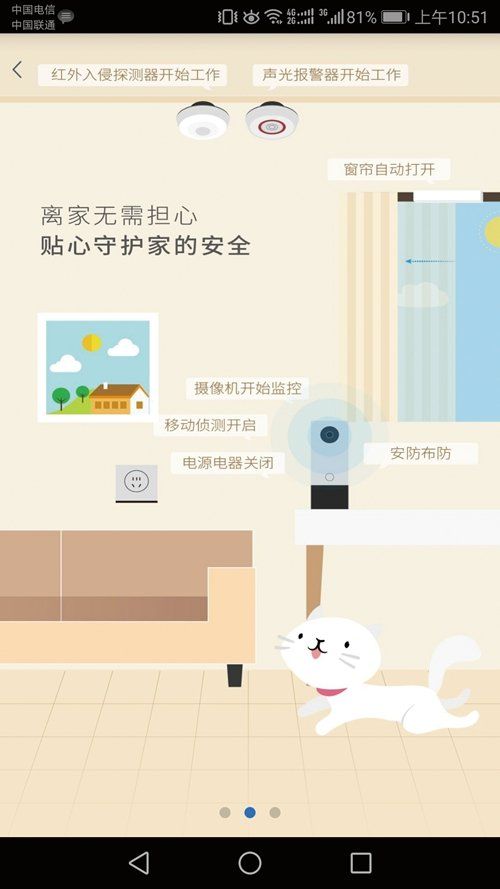 中国电信
中国联通
4G 2G 3G 81% 上午10:51
红外入侵探测器开始工作
声光报警器开始工作
窗帘自动打开
离家无需担心
贴心守护家的安全
摄像机开始监控
移动侦测开启
安防布防
电源电器关闭